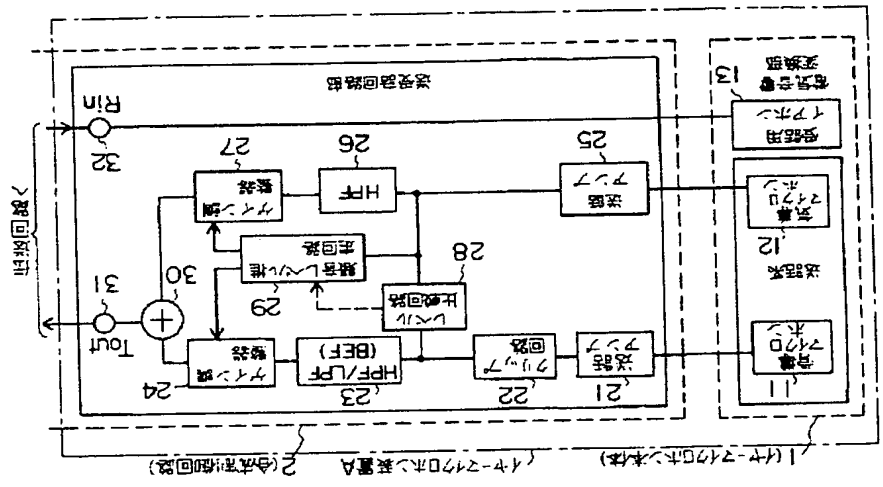 1(イヤーマイクロホン本体)
イヤーマイクロホン装置A
2(合成制御回路)
11
骨導
マイクロ
ホン
21
送話
アンプ
22
クリップ
回路
23
HPF/LPF
(BEF)
24
ゲイン調
整器
Tout
31
30
+
28
レベル
比較回路
29
騒音レベル推
定回路
送話系
12
気導
マイクロ
ホン
25
送話
アンプ
26
HPF
27
ゲイン調
整器
受話用
イアホン
13
電気音響
変換部
送受話回路部
32
Rin